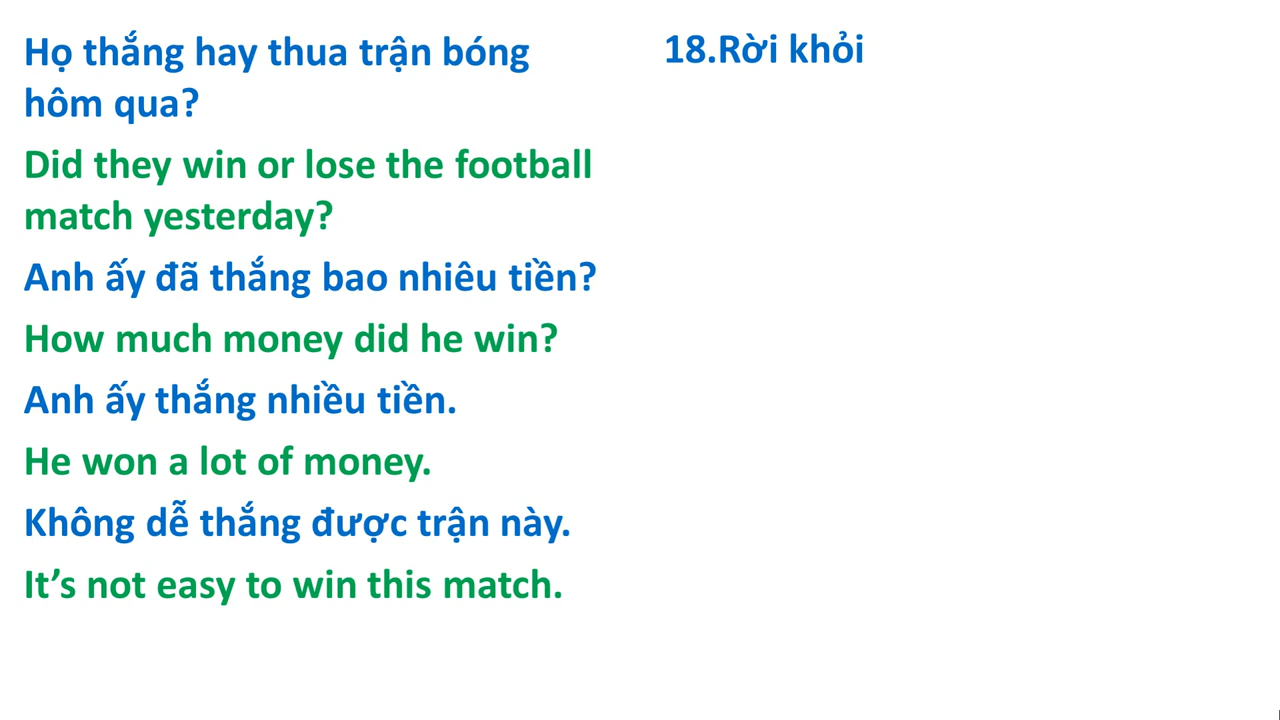 Họ thắng hay thua trận bóng
hôm qua?
Did they win or lose the football
match yesterday?
Anh ấy đã thắng bao nhiêu tiền?
How much money did he win?
Anh ấy thắng nhiều tiền.
He won a lot of money.
Không dễ thắng được trận này.
It’s not easy to win this match.
18.Rời khỏi